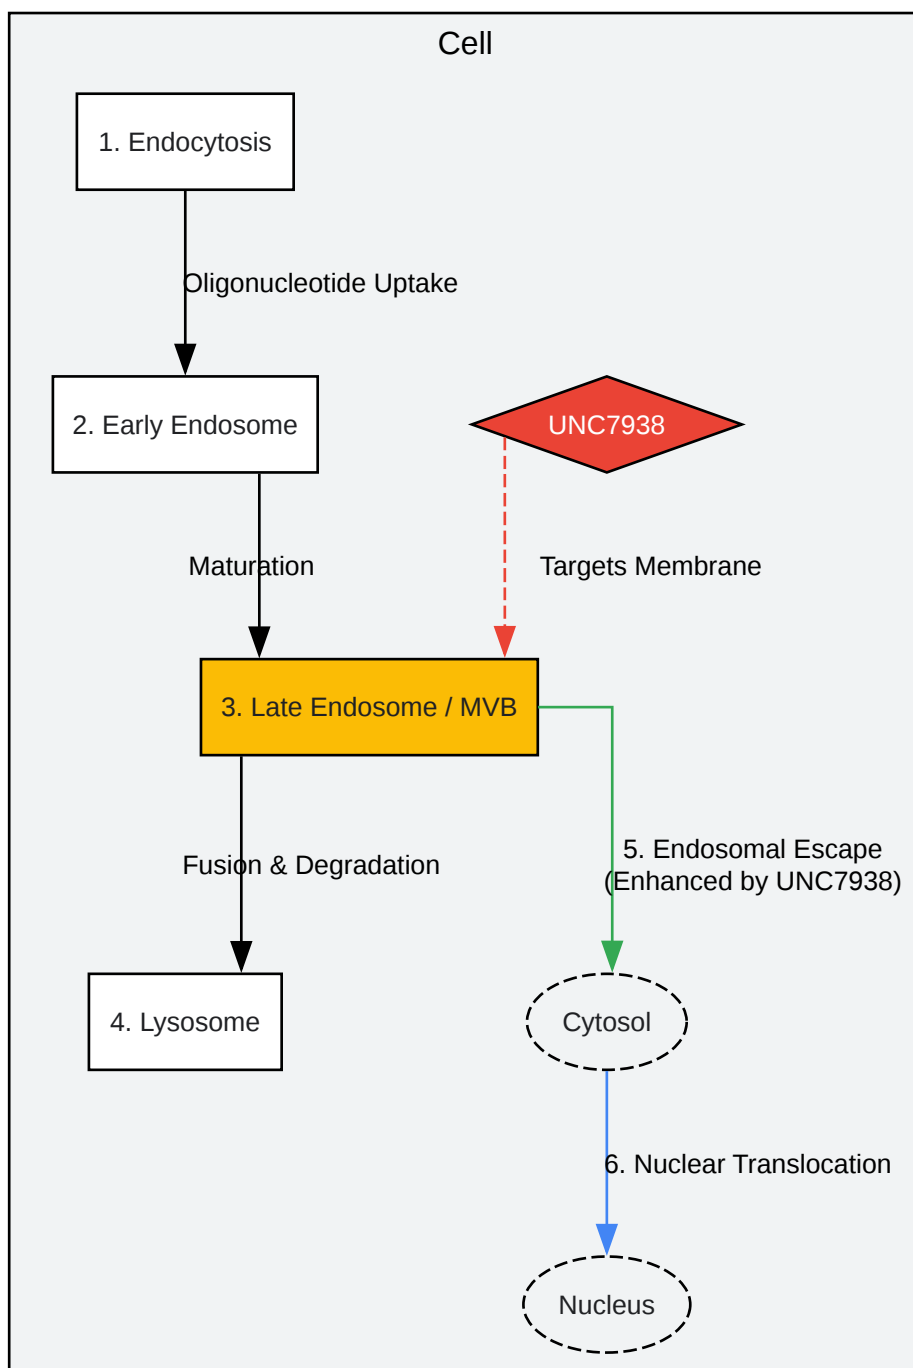 Cell
1. Endocytosis
Oligonucleotide Uptake
2. Early Endosome
UNC7938
Maturation
Targets Membrane
3. Late Endosome / MVB
Fusion & Degradation
5. Endosomal Escape
(Enhanced by UNC7938)
4. Lysosome
Cytosol
6. Nuclear Translocation
Nucleus